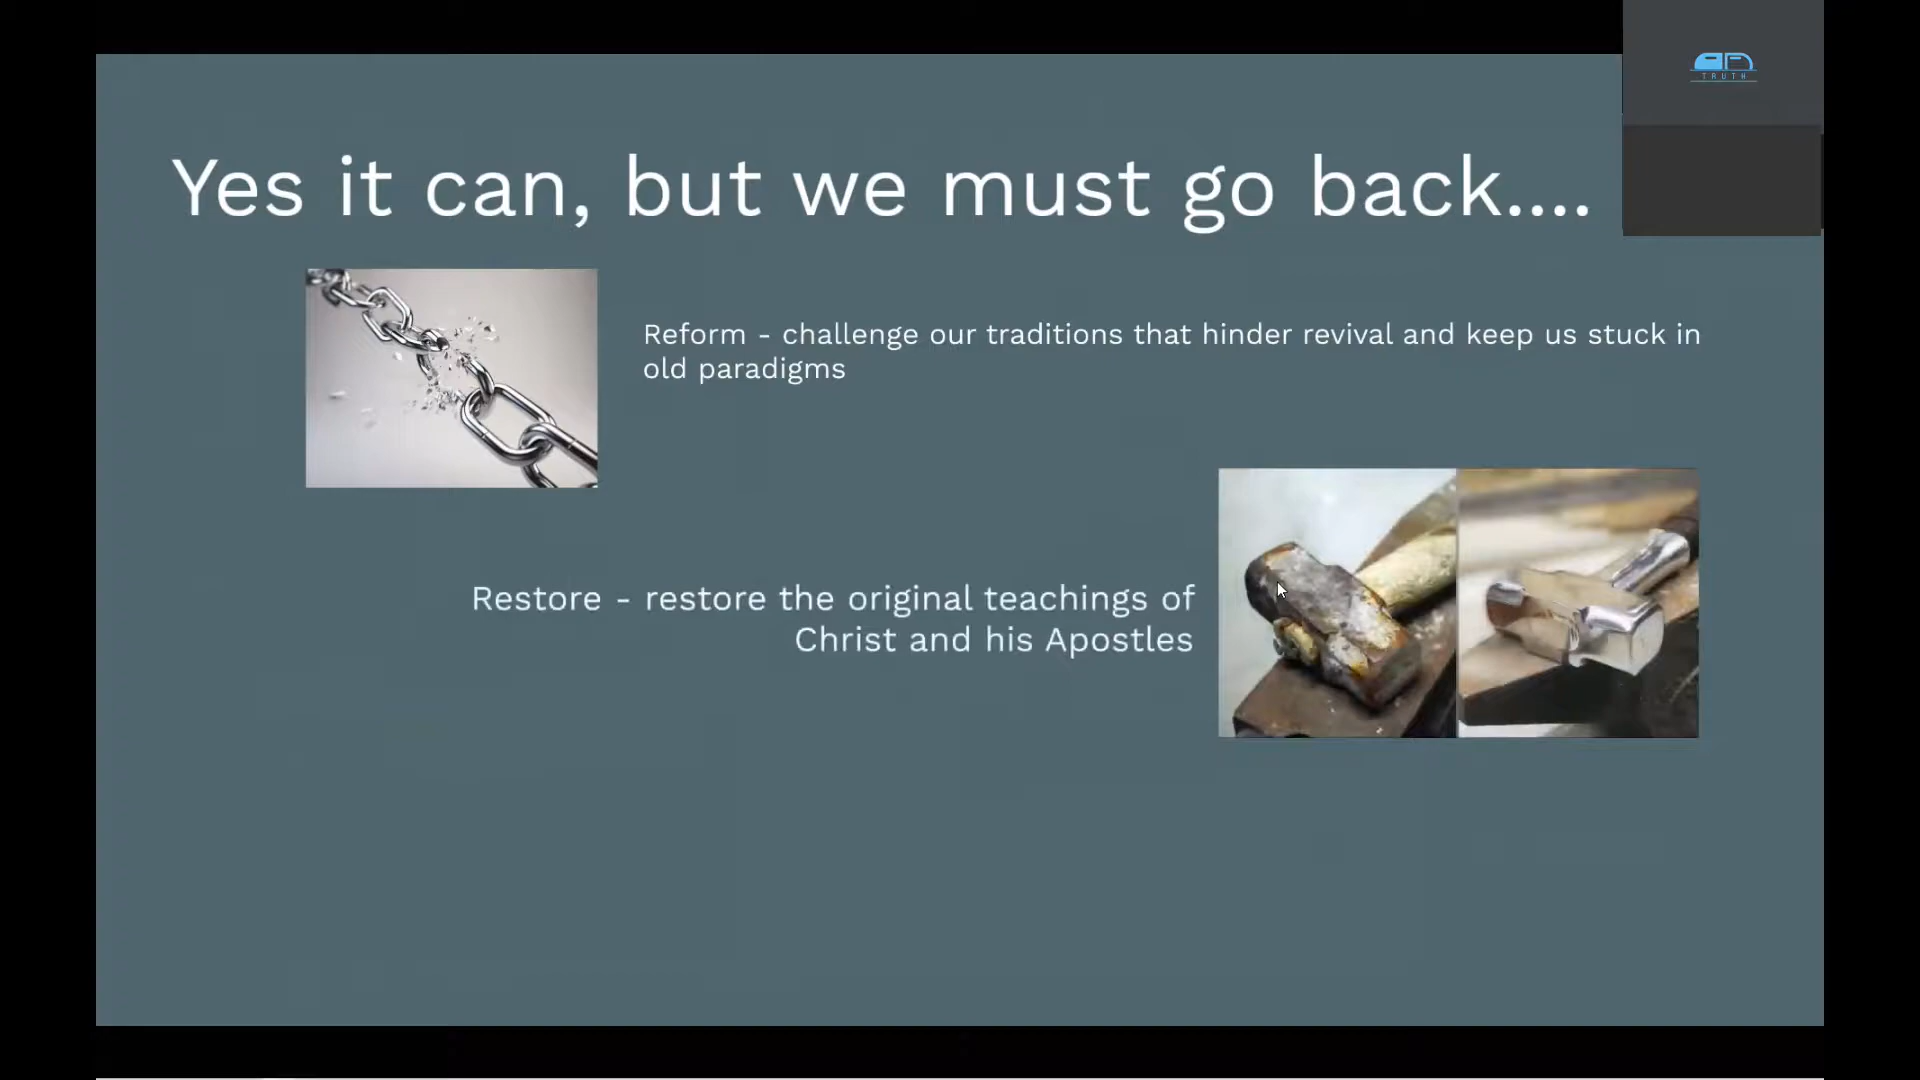 TRUTH
Yes it can, but we must go back....
Reform - challenge our traditions that hinder revival and keep us stuck in
old paradigms
Restore - restore the original teachings of
Christ and his Apostles